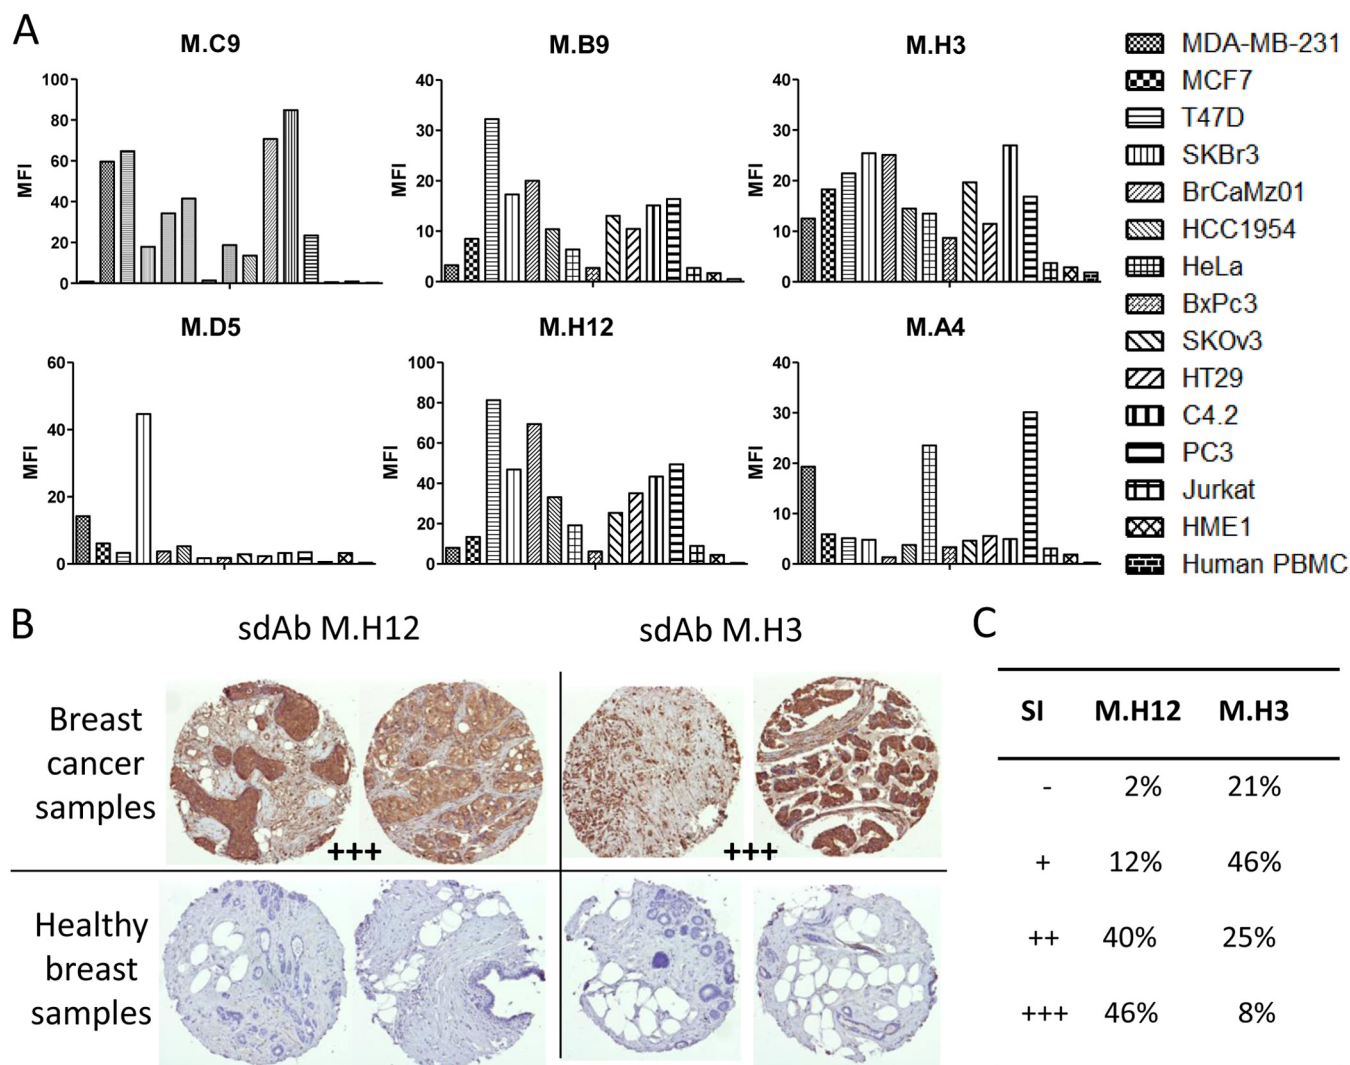 A
M.C9
M.B9
M.H3
MFI
100
80
60
40
20
0
MFI
40
30
20
10
0
MFI
40
30
20
10
0
M.D5
M.H12
M.A4
MFI
60
40
20
0
MFI
100
80
60
40
20
0
MFI
40
30
20
10
0
MDA-MB-231
MCF7
T47D
SKBr3
BrCaMz01
HCC1954
HeLa
BxPc3
SKOv3
HT29
C4.2
PC3
Jurkat
HME1
Human PBMC
B
sdAb M.H12
sdAb M.H3
Breast
cancer
samples
+++
+++
Healthy
breast
samples
C
SI M.H12 M.H3
- 2% 21%
+ 12% 46%
++ 40% 25%
+++ 46% 8%